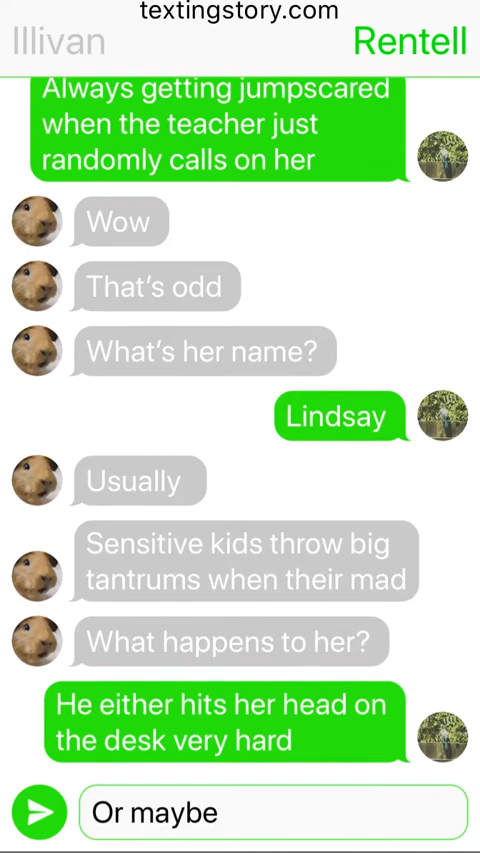 textingstory.com
Illivan
Rentell
Always getting jumpscared
when the teacher just
randomly calls on her
Wow
That’s odd
What’s her name?
Lindsay
Usually
Sensitive kids throw big
tantrums when their mad
What happens to her?
He either hits her head on
the desk very hard
Or maybe